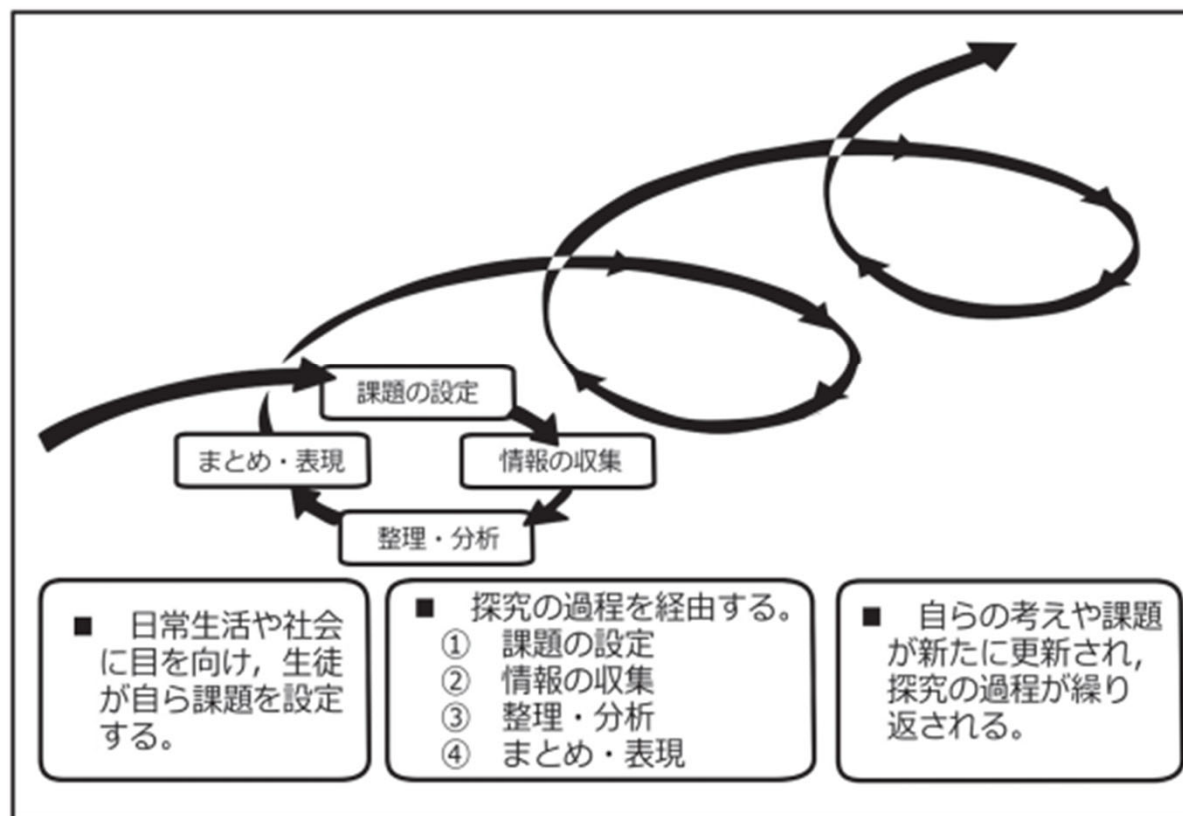 課題の設定
まとめ・表現
情報の収集
整理・分析
■ 日常生活や社会
に目を向け，生徒
が自ら課題を設定
する。
■ 探究の過程を経由する。
① 課題の設定
② 情報の収集
③ 整理・分析
④ まとめ・表現
■ 自らの考えや課題
が新たに更新され，
探究の過程が繰り
返される。